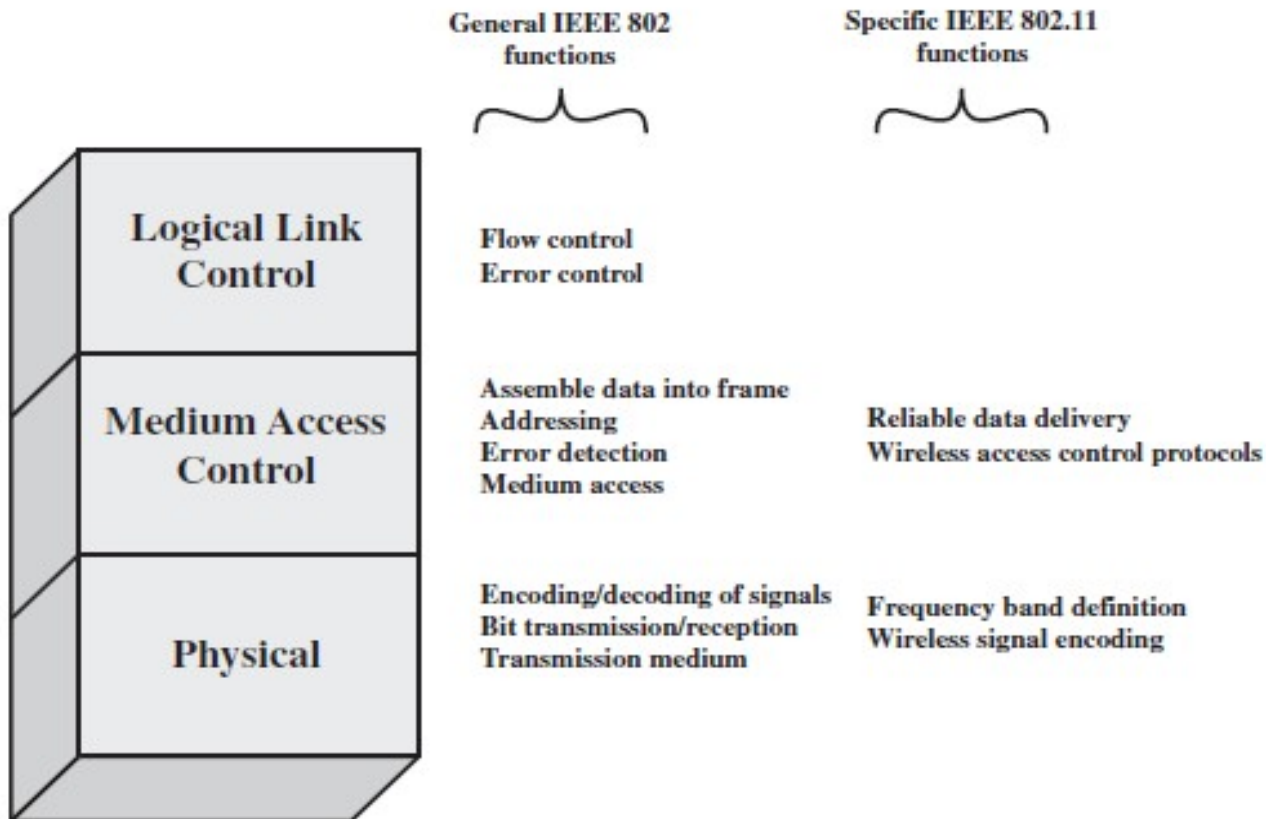 General IEEE 802
functions
Specific IEEE 802.11
functions
Logical Link
Control
Flow control
Error control
Medium Access
Control
Assemble data into frame
Addressing
Error detection
Medium access
Reliable data delivery
Wireless access control protocols
Physical
Encoding/decoding of signals
Bit transmission/reception
Transmission medium
Frequency band definition
Wireless signal encoding